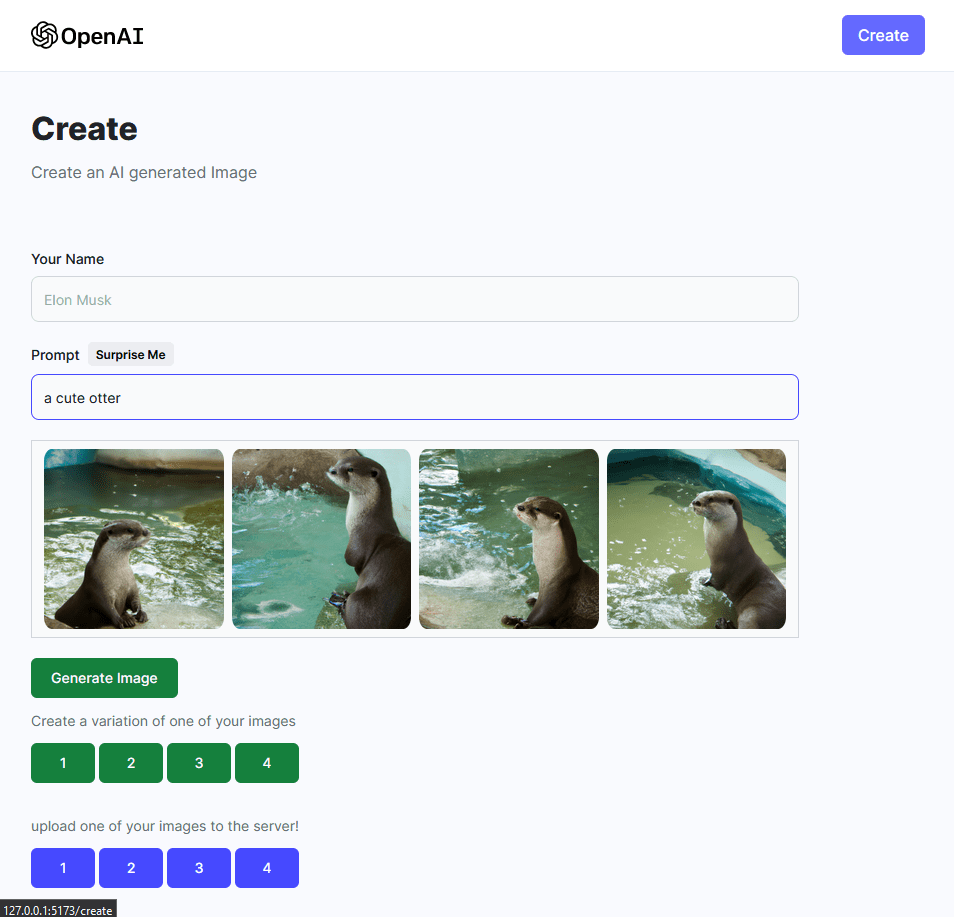 OpenAI
Create
Create
Create an AI generated Image
Your Name
Elon Musk
Prompt Surprise Me
a cute otter
Generate Image
Create a variation of one of your images
1 2 3 4
upload one of your images to the server!
1 2 3 4
127.0.0.1:5173/create